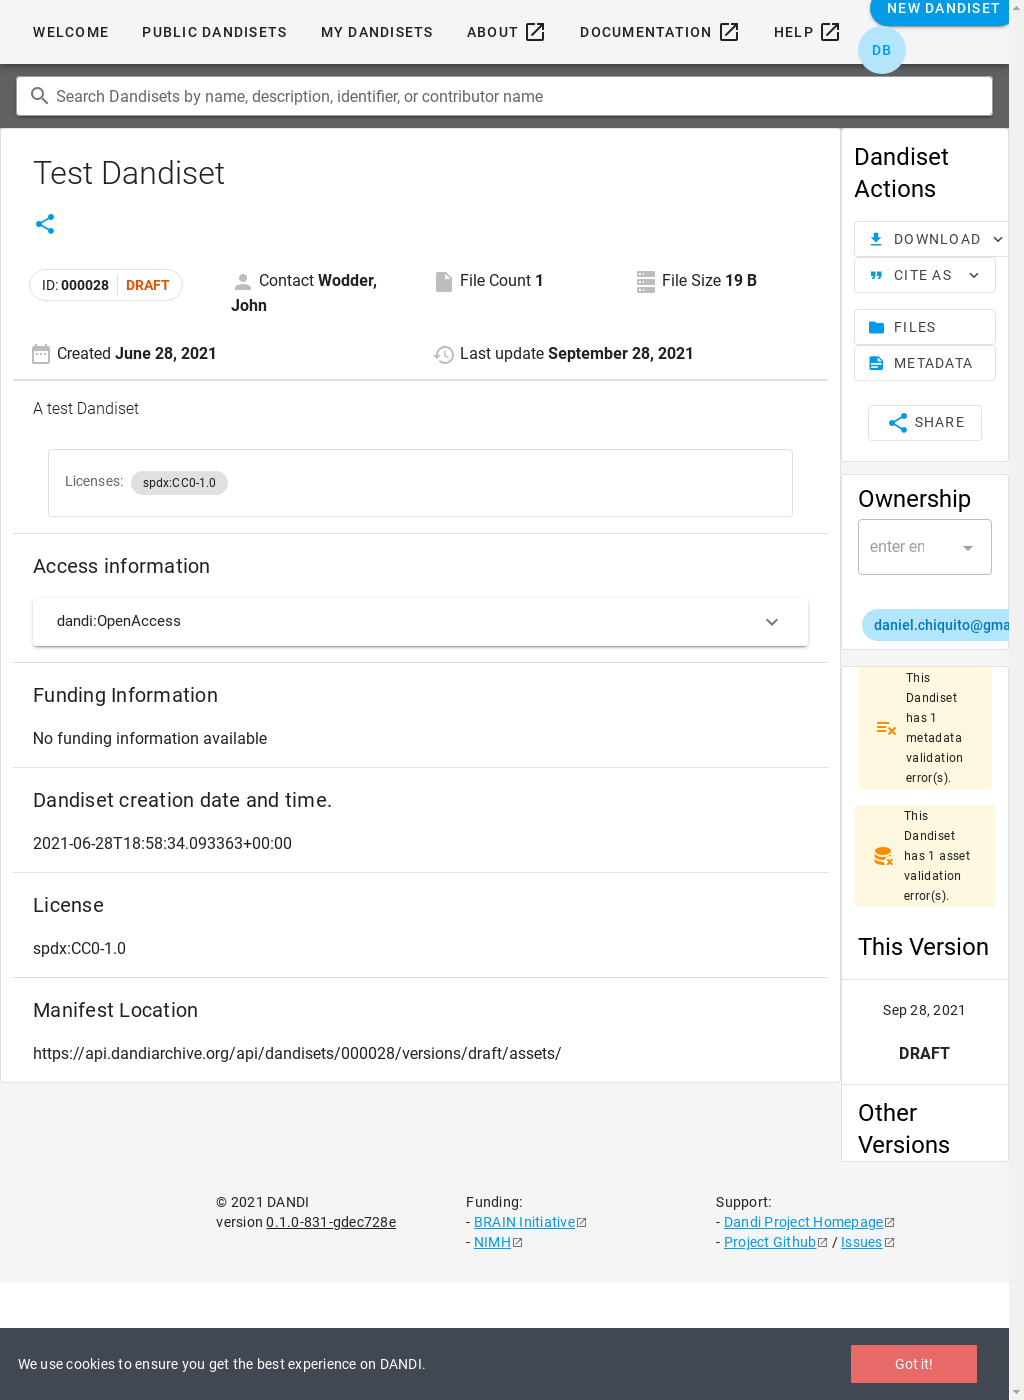 WELCOME
PUBLIC DANDISETS
MY DANDISETS
ABOUT
DOCUMENTATION
HELP
NEW DANDISET
DB
Search Dandisets by name, description, identifier, or contributor name
Test Dandiset
ID: 000028 DRAFT
Contact Wodder,
John
File Count 1
File Size 19 B
Created June 28, 2021
Last update September 28, 2021
A test Dandiset
Licenses: spdx:CC0-1.0
Access information
dandi:OpenAccess
Funding Information
No funding information available
Dandiset creation date and time.
2021-06-28T18:58:34.093363+00:00
License
spdx:CC0-1.0
Manifest Location
https://api.dandiarchive.org/api/dandisets/000028/versions/draft/assets/
Dandiset
Actions
DOWNLOAD
CITE AS
FILES
METADATA
SHARE
Ownership
enter en
daniel.chiquito@gma
This
Dandiset
has 1
metadata
validation
error(s).
This
Dandiset
has 1 asset
validation
error(s).
This Version
Sep 28, 2021
DRAFT
Other
Versions
© 2021 DANDI
version 0.1.0-831-gdec728e
Funding:
- BRAIN Initiative
- NIMH
Support:
- Dandi Project Homepage
- Project Github / Issues
We use cookies to ensure you get the best experience on DANDI.
Got it!